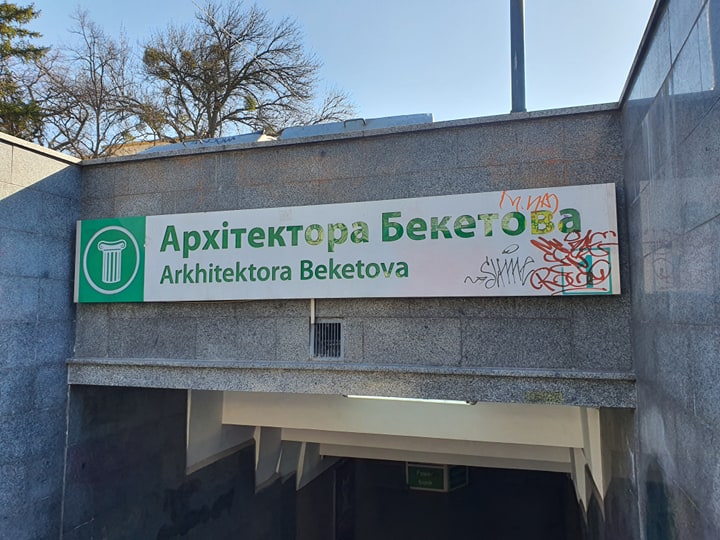 Архітектора Бекетова
Arkhitektora Beketova